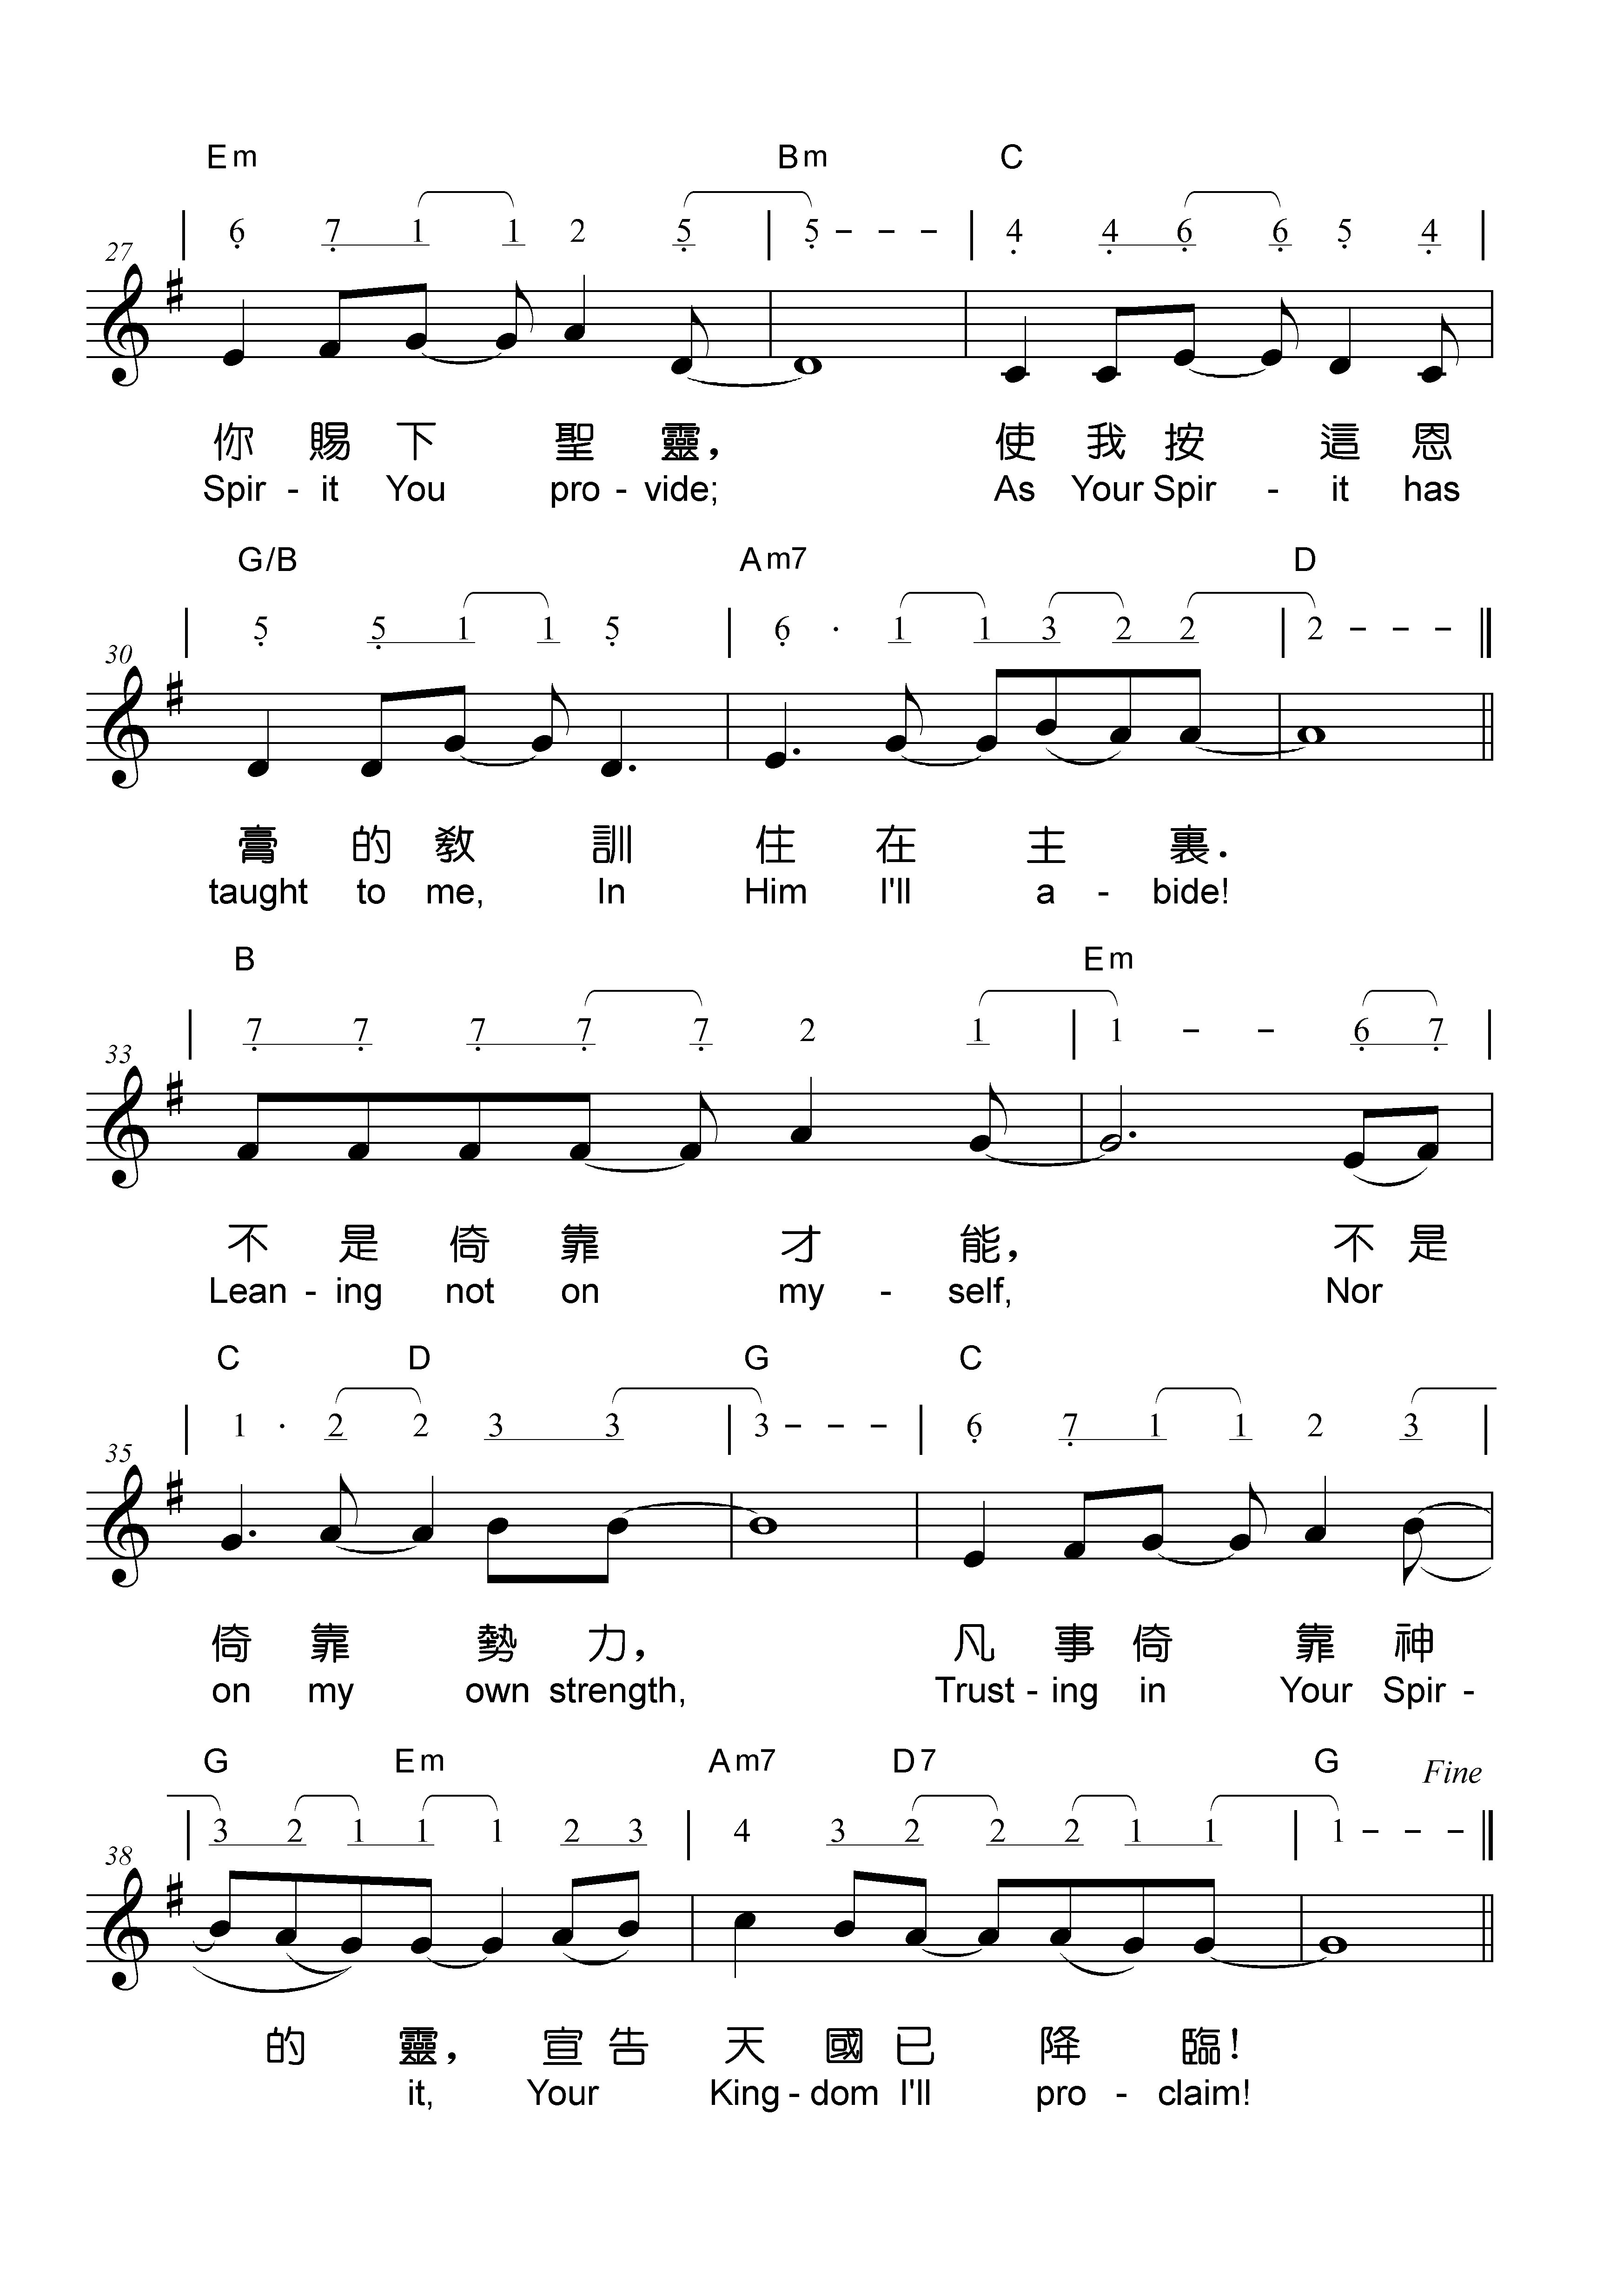 Em Bm C
| 6 7 1 1 2 5 | 5 – – – | 4 4 6 6 5 4 |
27
你 賜 下 聖 靈， 使 我 按 這 恩
Spir - it You pro - vide; As Your Spir - it has
G/B Am7 D
| 5 5 1 1 5 | 6 · 1 1 3 2 2 | 2 – – – ‖
30
膏 的 教 訓 住 在 主 裏.
taught to me, In Him I'll a - bide!
B Em
| 7 7 7 7 7 2 1 | 1 – – 6 7 |
33
不 是 倚 靠 才 能， 不 是
Lean - ing not on my - self, Nor
C D G C
| 1 · 2 2 3 3 | 3 – – – | 6 7 1 1 2 3 |
35
倚 靠 勢 力， 凡 事 倚 靠 神
on my own strength, Trust - ing in Your Spir -
G Em Am7 D7 G Fine
| 3 2 1 1 1 2 3 | 4 3 2 2 2 1 1 | 1 – – – ‖
38
的 靈， 宣 告 天 國 已 降 臨!
it, Your King - dom I'll pro - claim!